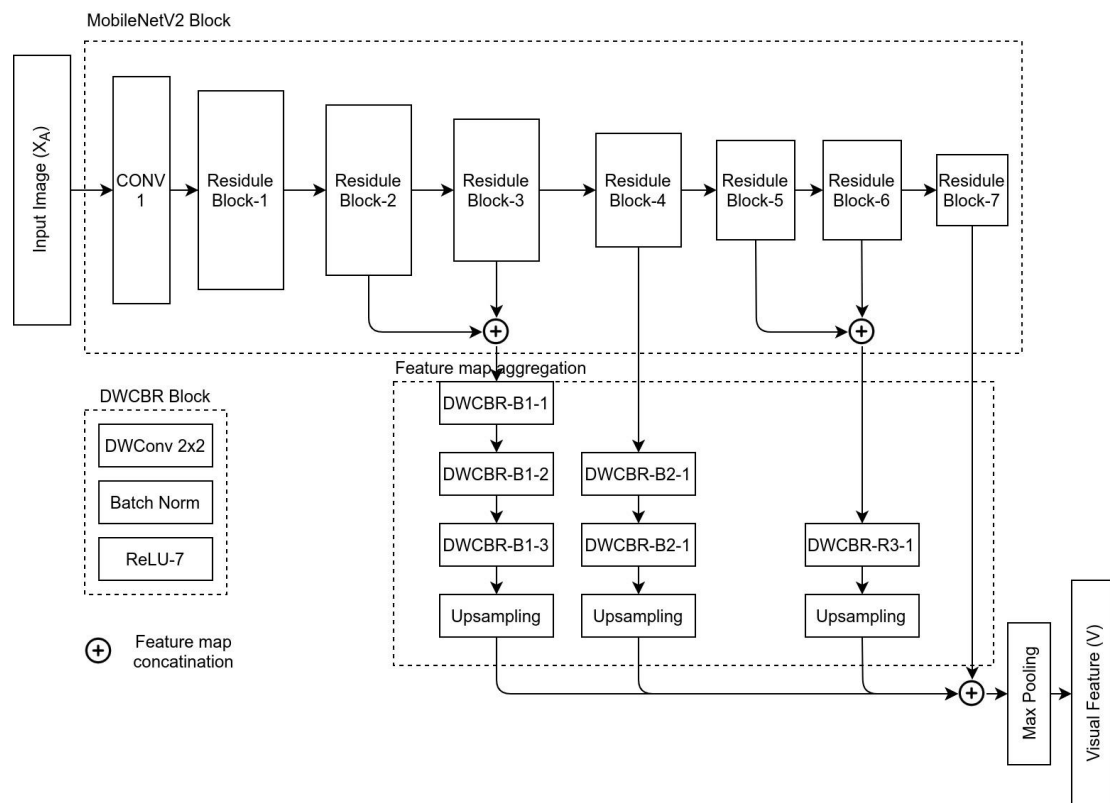 MobileNetV2 Block
Input Image (XA)
CONV
1
Residule
Block-1
Residule
Block-2
Residule
Block-3
Residule
Block-4
Residule
Block-5
Residule
Block-6
Residule
Block-7
Feature map aggregation
DWCBR-B1-1
DWCBR-B1-2
DWCBR-B2-1
DWCBR-B1-3
DWCBR-B2-1
DWCBR-R3-1
Upsampling
Upsampling
Upsampling
DWCBR Block
DWConv 2x2
Batch Norm
ReLU-7
Feature map
concatination
Max Pooling
Visual Feature (V)